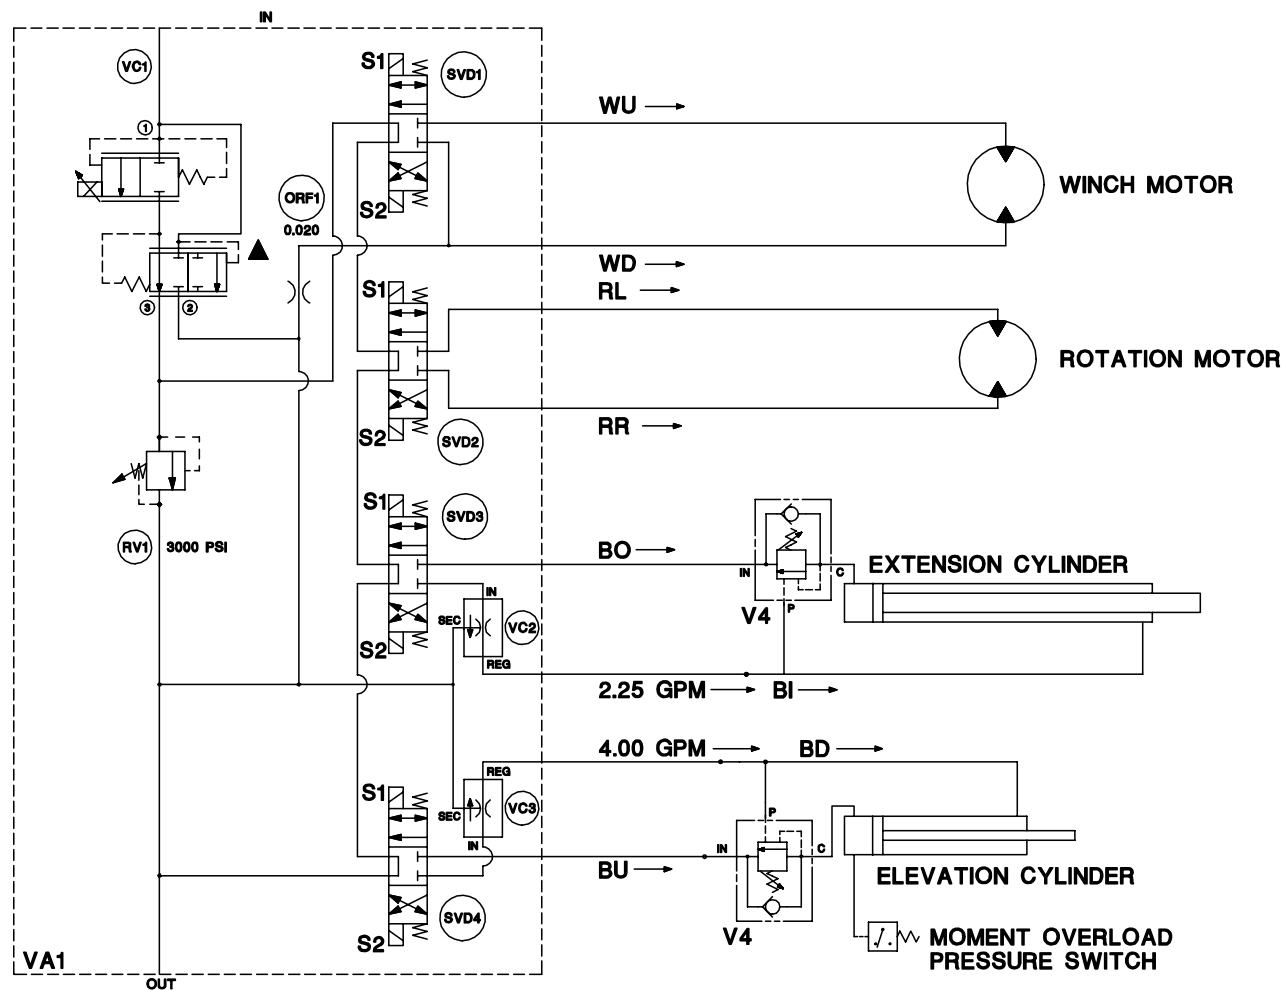 IN
VC1
S1
SVD1
WU
1
WINCH MOTOR
ORF1
0.020
S2
WD
RL
S1
3
2
ROTATION MOTOR
RR
S2
SVD2
S1
SVD3
RV1
3000 PSI
BO
IN
C
EXTENSION CYLINDER
IN
P
V4
SEC
VC2
S2
REG
2.25 GPM
BI
4.00 GPM
BD
REG
S1
VC3
SEC
P
IN
IN
C
BU
ELEVATION CYLINDER
SVD4
S2
V4
MOMENT OVERLOAD
PRESSURE SWITCH
VA1
OUT